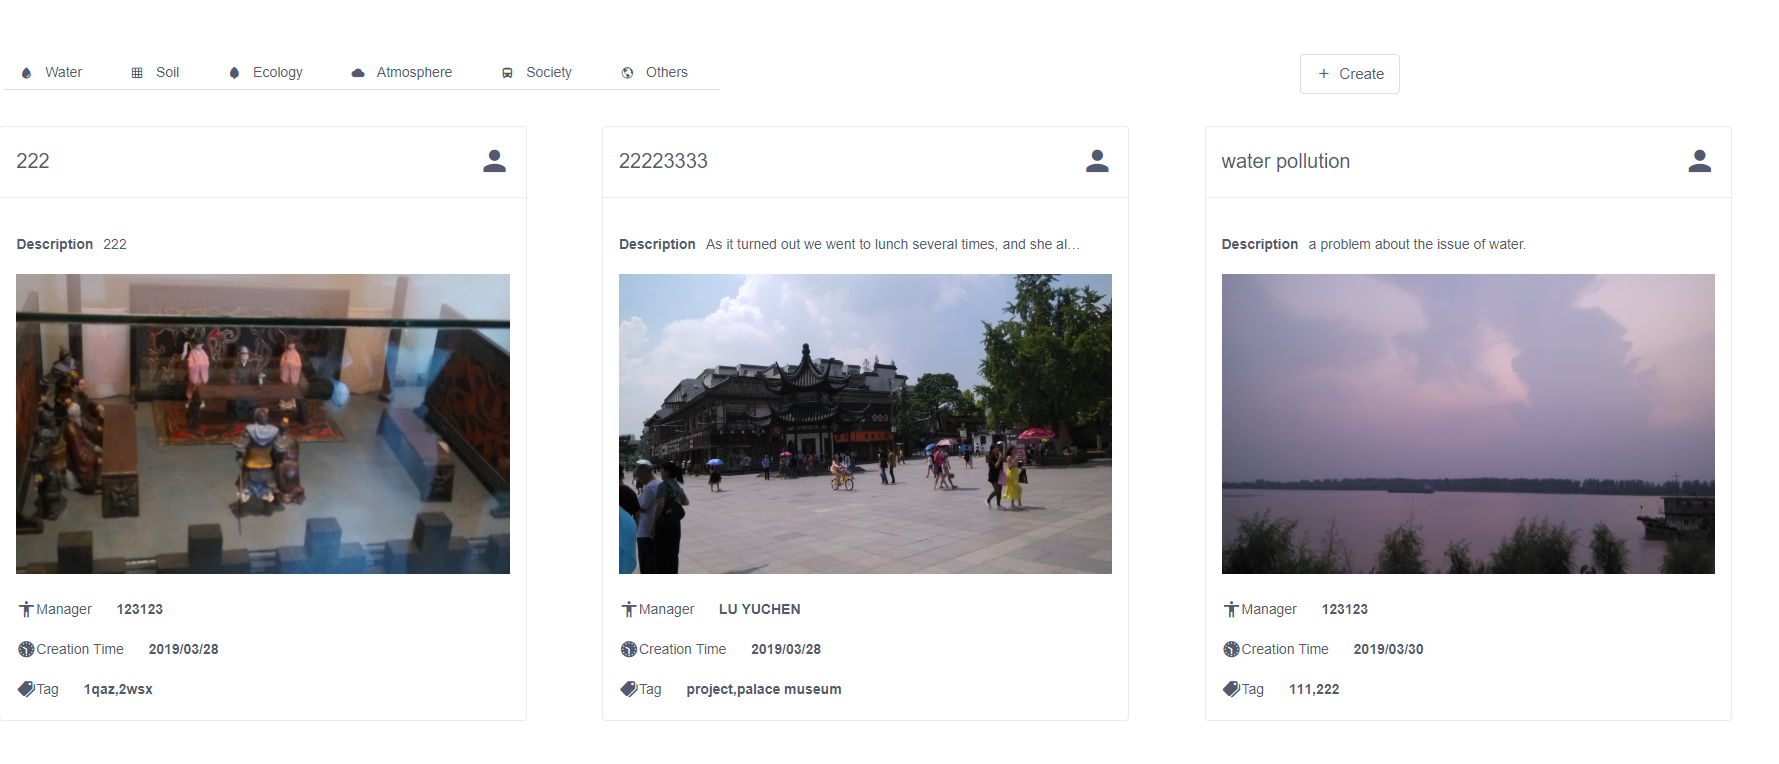 Water Soil Ecology Atmosphere Society Others Create
222
Description 222
Manager 123123
Creation Time 2019/03/28
Tag 1qaz,2wsx
22223333
Description As it turned out we went to lunch several times, and she al…
Manager LU YUCHEN
Creation Time 2019/03/28
Tag project,palace museum
water pollution
Description a problem about the issue of water.
Manager 123123
Creation Time 2019/03/30
Tag 111,222